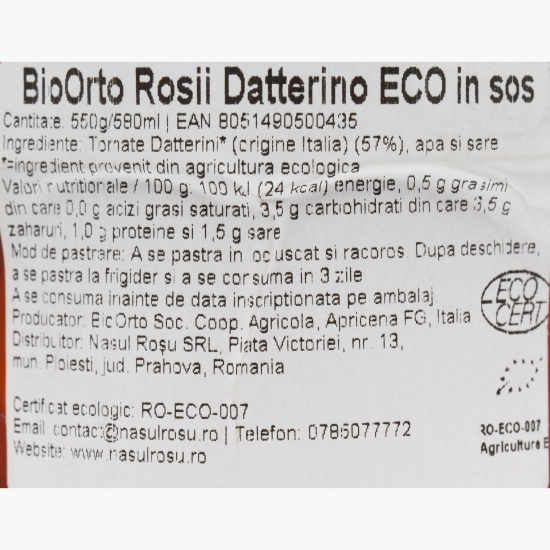 BioOrto Rosii Datterino ECO in sos
Cantitate: 550g/580ml | EAN 8051490500435
Ingrediente: Tomate Datterini* (origine Italia) (57%), apa si sare
*=ingredient provenit din agricultura ecologica
Valori nutritionale / 100 g: 100 kJ (24 kcal) energie, 0,5 g grasimi
din care 0,0 g acizi grasi saturati, 3,5 g carbohidrati din care 3,5 g
zaharuri, 1,0 g proteine si 1,5 g sare
Mod de pastrare: A se pastra in loc uscat si racoros. Dupa deschidere,
a se pastra la frigider si a se consuma in 3 zile
A se consuma inainte de data inscriptionata pe ambalaj
Producator: BioOrto Soc. Coop. Agricola, Apricena FG, Italia
Distribuitor: Nasul Roșu SRL, Piata Victoriei, nr. 13,
mun. Ploiesti, jud. Prahova, Romania
ECO
CERT
Certificat ecologic: RO-ECO-007
Email: contact@nasulrosu.ro | Telefon: 0786077772
Website: www.nasulrosu.ro
RO-ECO-007
Agriculture E